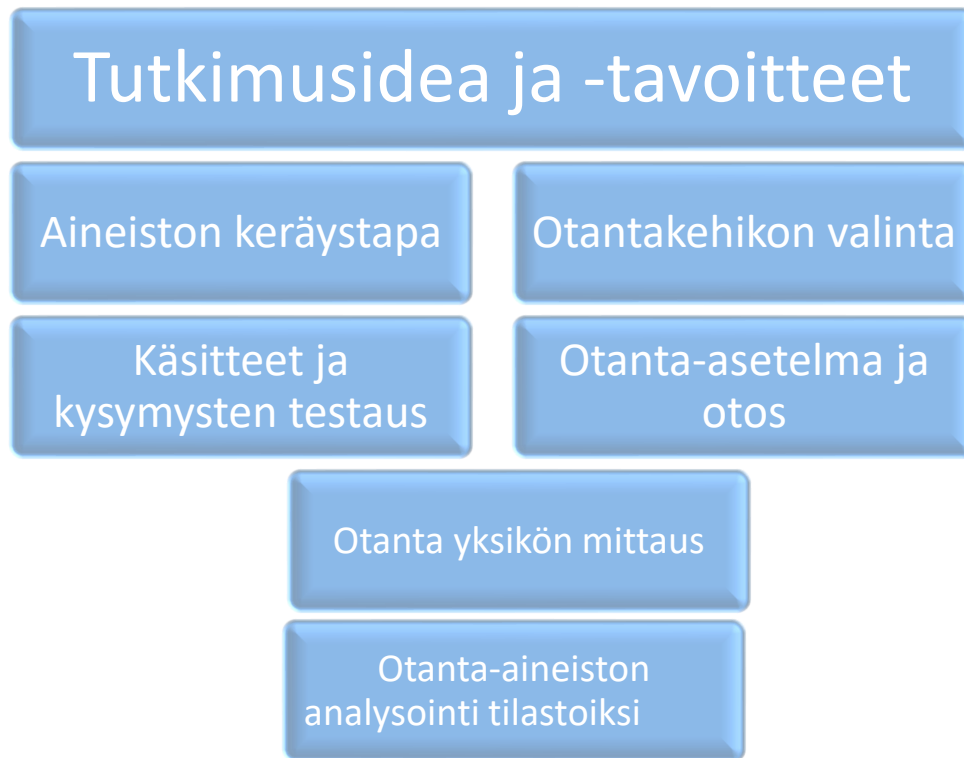 Tutkimusidea ja -tavoitteet
Aineiston keräystapa
Otantakehikon valinta
Käsitteet ja
kysymysten testaus
Otanta-asetelma ja
otos
Otanta yksikön mittaus
Otanta-aineiston
analysointi tilastoiksi